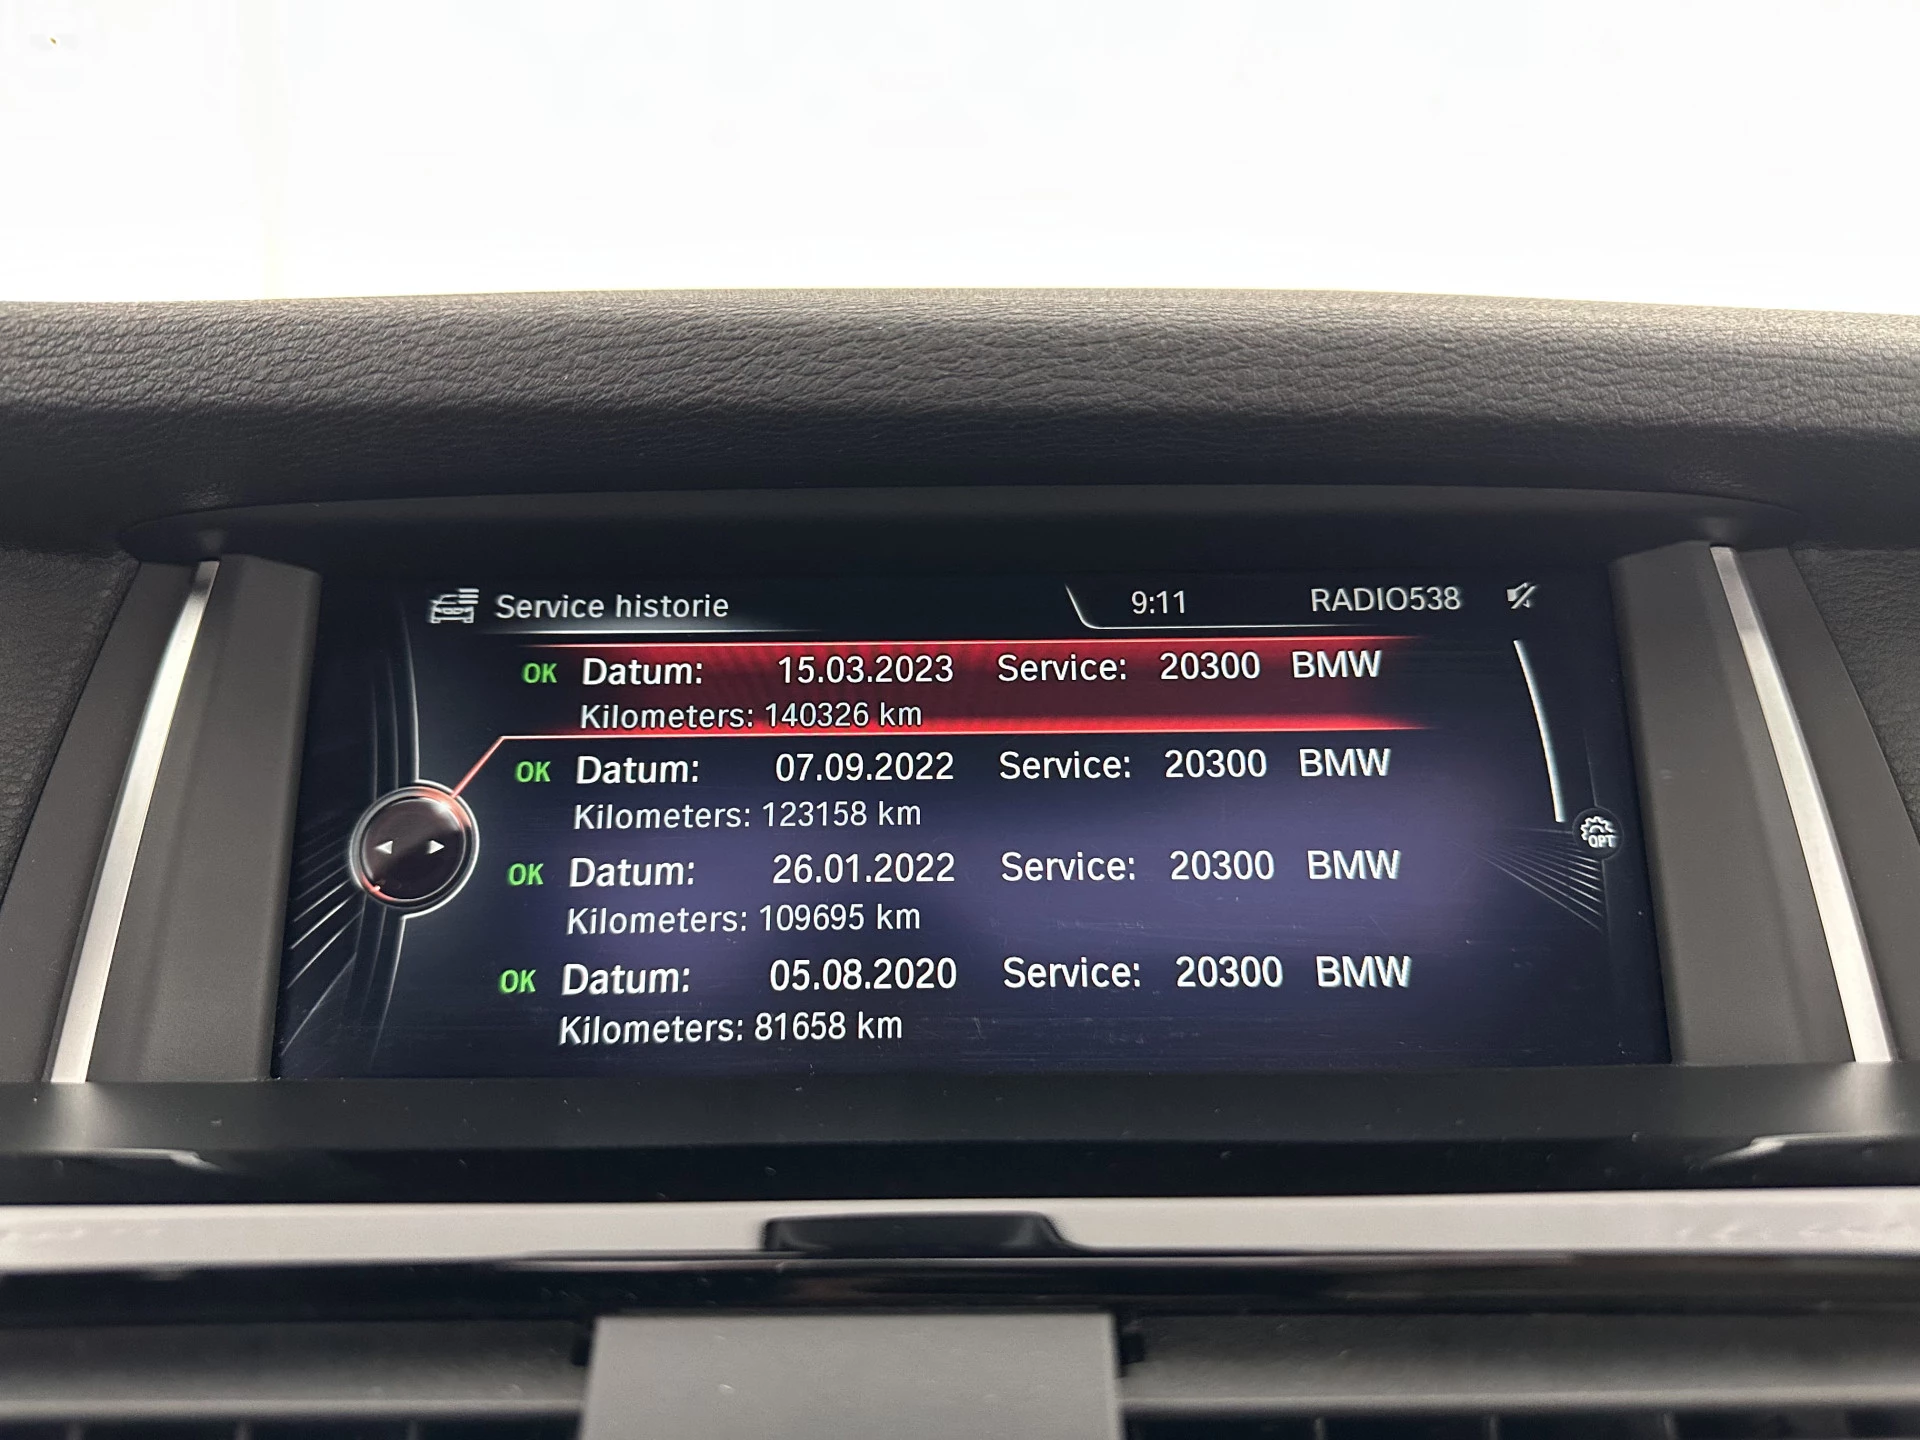 Service historie 9:11 RADIO538
OK Datum: 15.03.2023 Service: 20300 BMW
Kilometers: 140326 km
OK Datum: 07.09.2022 Service: 20300 BMW
Kilometers: 123158 km
OK Datum: 26.01.2022 Service: 20300 BMW
Kilometers: 109695 km
OK Datum: 05.08.2020 Service: 20300 BMW
Kilometers: 81658 km
OPT